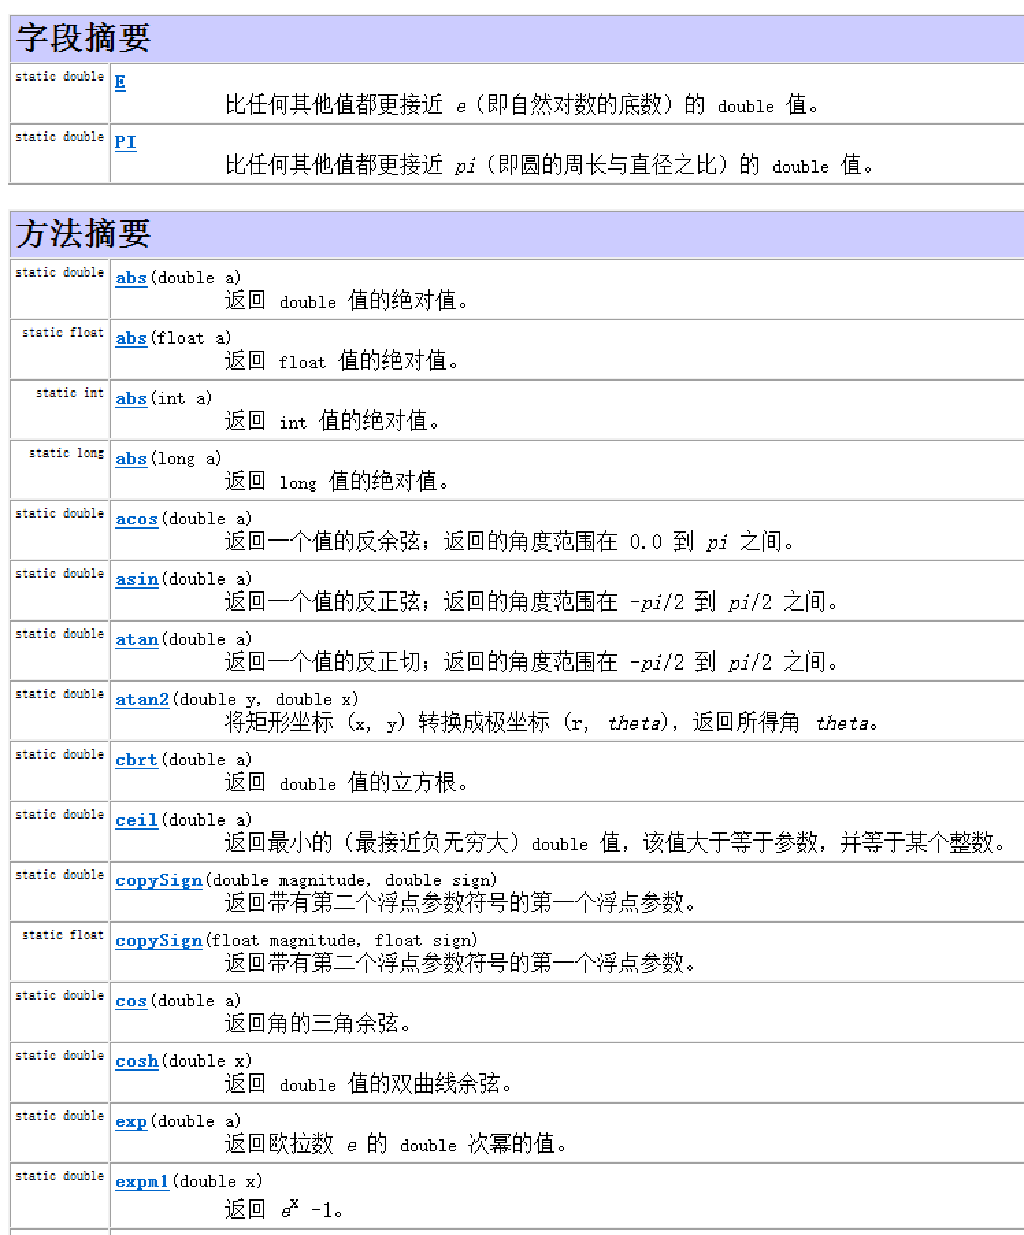 字段摘要
static double E
比任何其他值都更接近 e（即自然对数的底数）的 double 值。
static double PI
比任何其他值都更接近 pi（即圆的周长与直径之比）的 double 值。
方法摘要
static double abs(double a)
返回 double 值的绝对值。
static float abs(float a)
返回 float 值的绝对值。
static int abs(int a)
返回 int 值的绝对值。
static long abs(long a)
返回 long 值的绝对值。
static double acos(double a)
返回一个值的反余弦；返回的角度范围在 0.0 到 pi 之间。
static double asin(double a)
返回一个值的反正弦；返回的角度范围在 -pi/2 到 pi/2 之间。
static double atan(double a)
返回一个值的反正切；返回的角度范围在 -pi/2 到 pi/2 之间。
static double atan2(double y, double x)
将矩形坐标 (x, y) 转换成极坐标 (r, theta)，返回所得角 theta。
static double cbrt(double a)
返回 double 值的立方根。
static double ceil(double a)
返回最小的（最接近负无穷大）double 值，该值大于等于参数，并等于某个整数。
static double copySign(double magnitude, double sign)
返回带有第二个浮点参数符号的第一个浮点参数。
static float copySign(float magnitude, float sign)
返回带有第二个浮点参数符号的第一个浮点参数。
static double cos(double a)
返回角的三角余弦。
static double cosh(double x)
返回 double 值的双曲线余弦。
static double exp(double a)
返回欧拉数 e 的 double 次幂的值。
static double expm1(double x)
返回 eˣ -1。